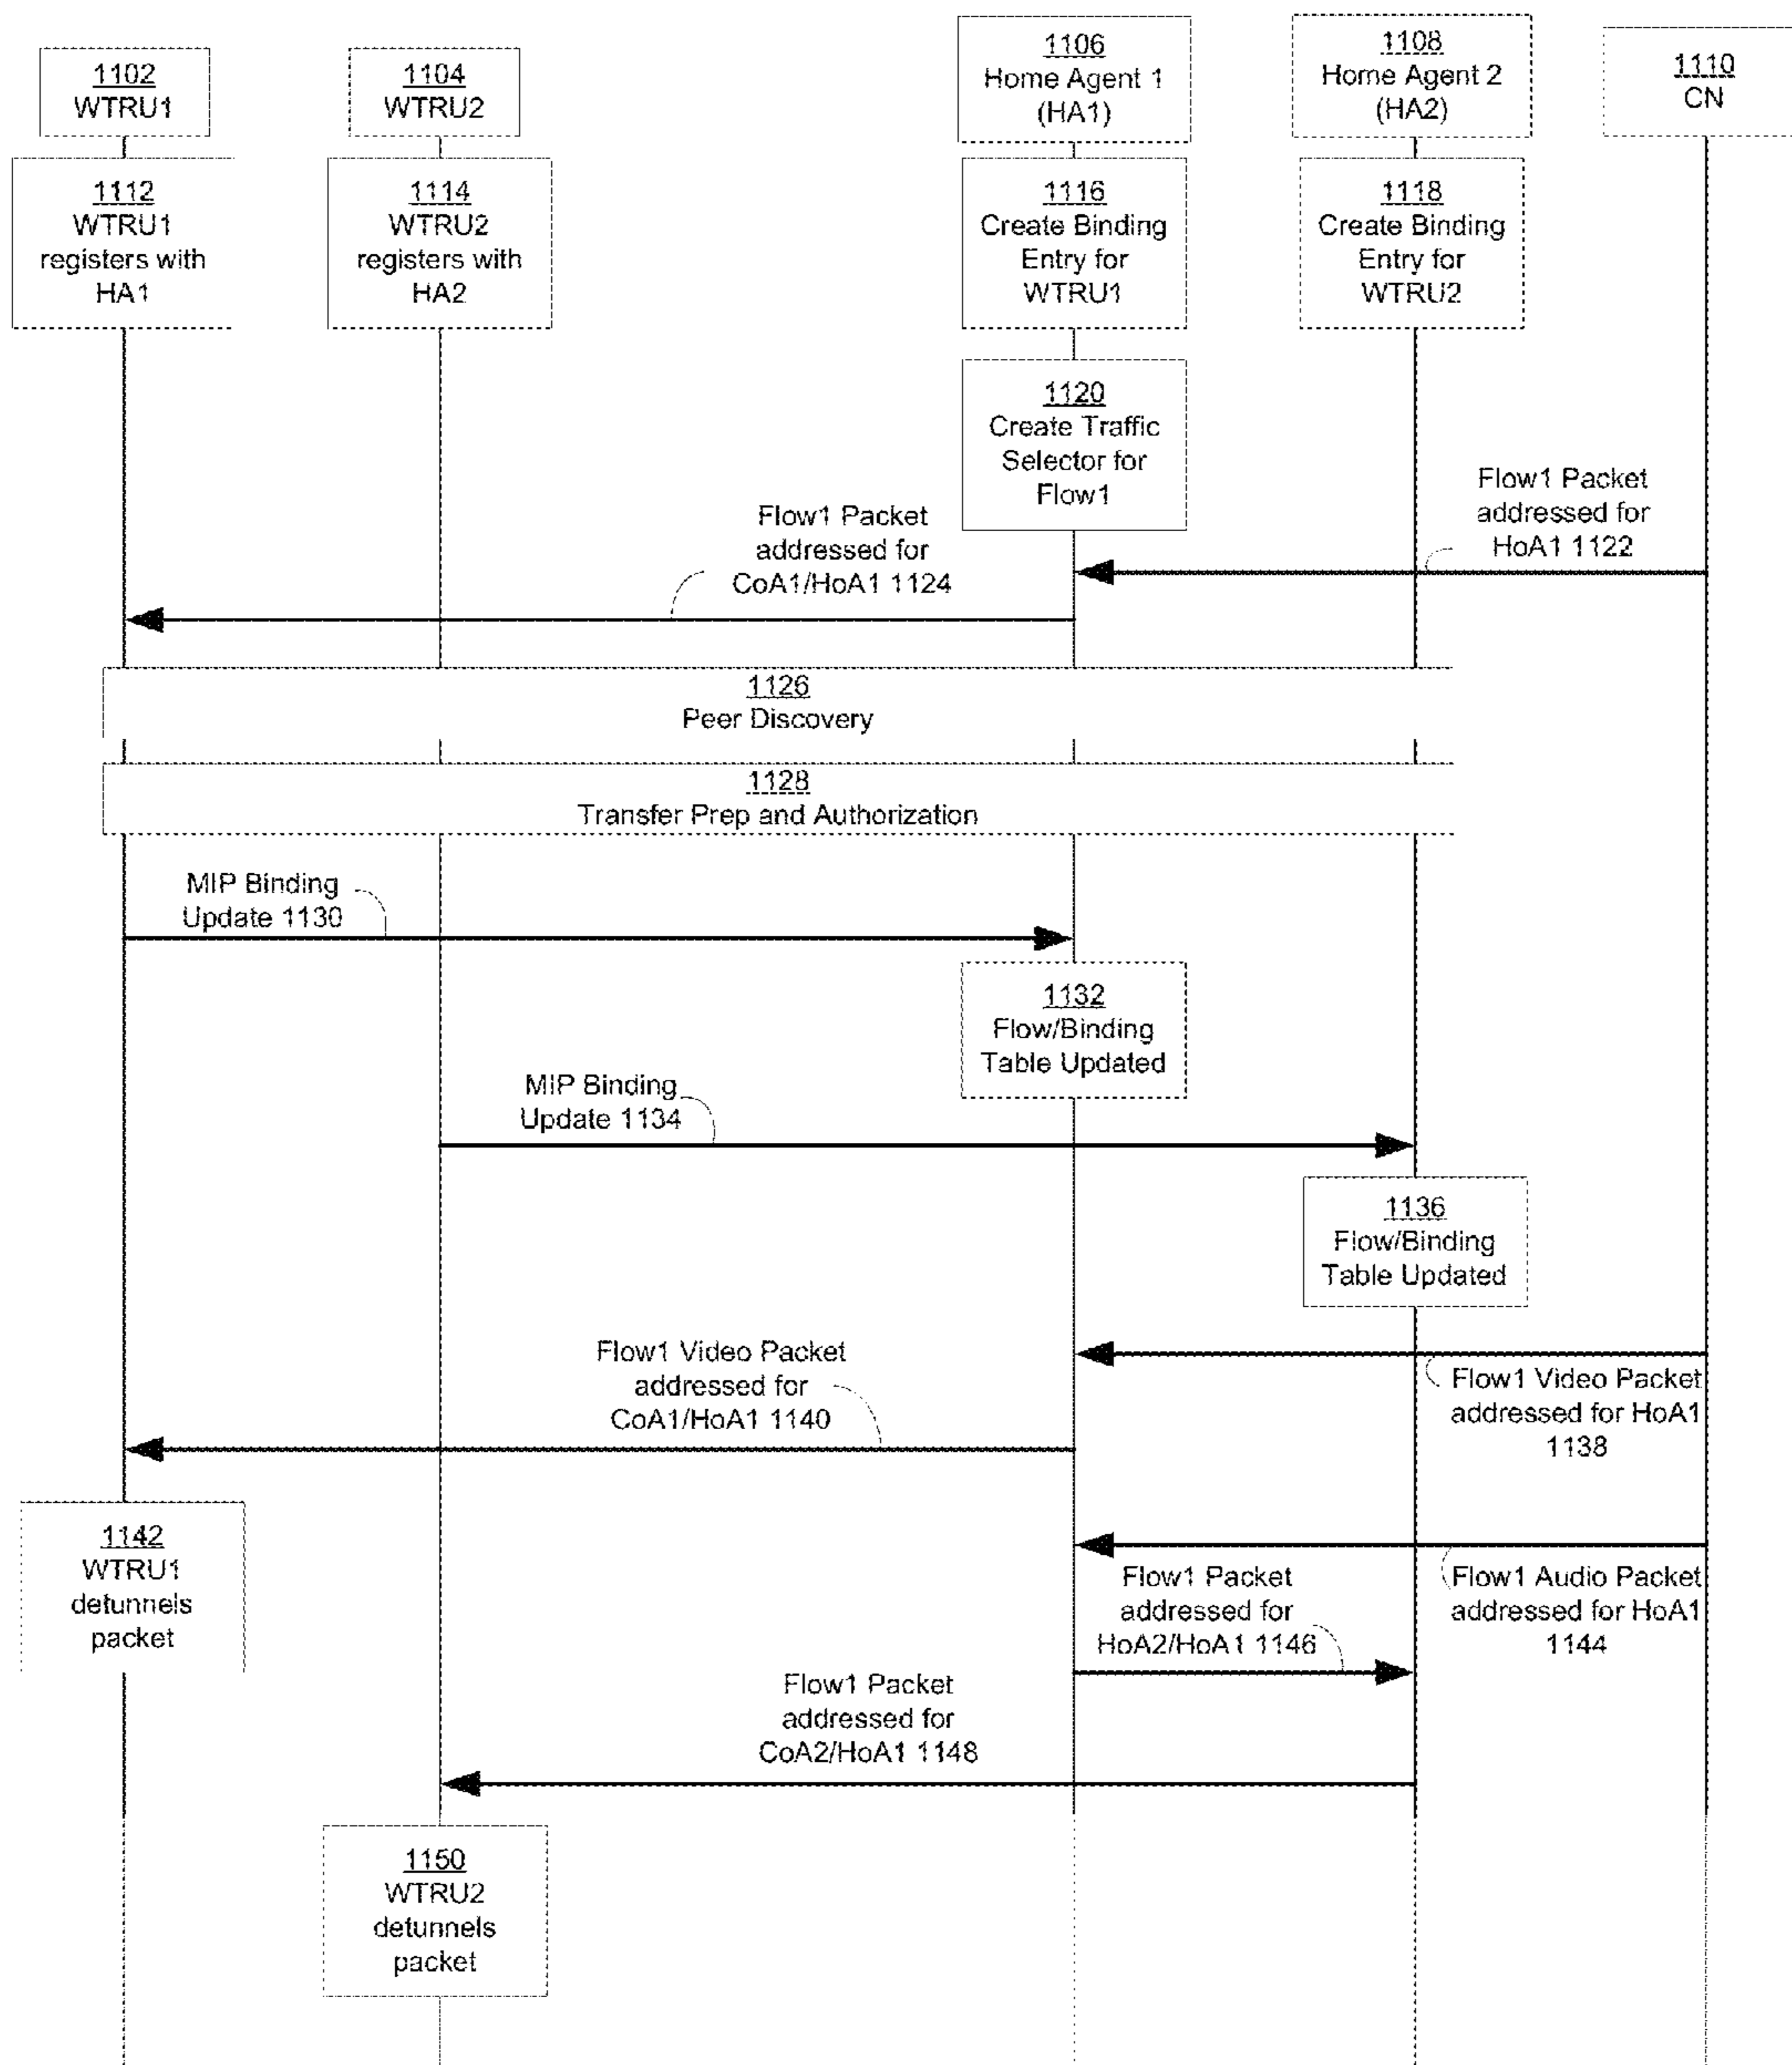 1102
WTRU1
1104
WTRU2
1106
Home Agent 1
(HA1)
1108
Home Agent 2
(HA2)
1110
CN
1112
WTRU1
registers with
HA1
1114
WTRU2
registers with
HA2
1116
Create Binding
Entry for
WTRU1
1118
Create Binding
Entry for
WTRU2
1120
Create Traffic
Selector for
Flow1
Flow1 Packet
addressed for
HoA1 1122
Flow1 Packet
addressed for
CoA1/HoA1 1124
1126
Peer Discovery
1128
Transfer Prep and Authorization
MIP Binding
Update 1130
1132
Flow/Binding
Table Updated
MIP Binding
Update 1134
1136
Flow/Binding
Table Updated
Flow1 Video Packet
addressed for HoA1
1138
Flow1 Video Packet
addressed for
CoA1/HoA1 1140
1142
WTRU1
detunnels
packet
Flow1 Audio Packet
addressed for HoA1
1144
Flow1 Packet
addressed for
HoA2/HoA1 1146
Flow1 Packet
addressed for
CoA2/HoA1 1148
1150
WTRU2
detunnels
packet